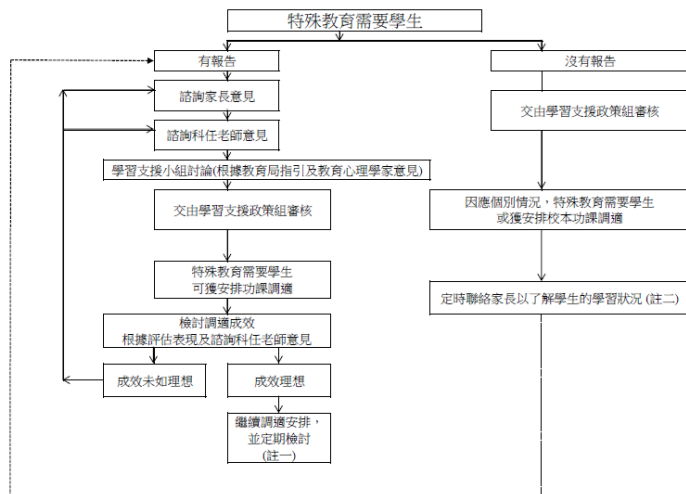 特殊教育需要學生
有報告
沒有報告
諮詢家長意見
交由學習支援政策組審核
諮詢科任老師意見
學習支援小組討論(根據教育局指引及教育心理學家意見)
交由學習支援政策組審核
因應個別情況，特殊教育需要學生
或獲安排校本功課調適
特殊教育需要學生
可獲安排功課調適
定時聯絡家長以了解學生的學習狀況 (註二)
檢討調適成效
根據評估表現及諮詢科任老師意見
成效未如理想
成效理想
繼續調適安排，
並定期檢討
(註一)